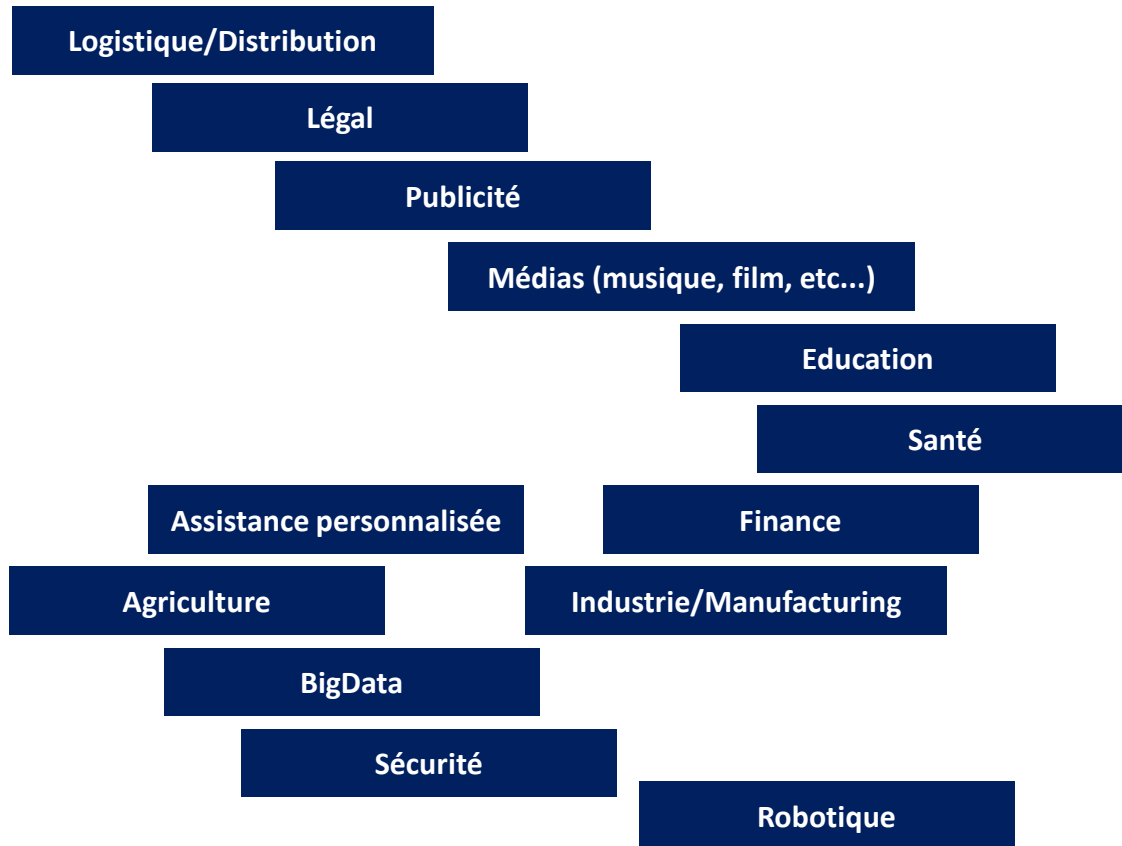 Logistique/Distribution
Légal
Publicité
Médias (musique, film, etc...)
Education
Santé
Assistance personnalisée
Finance
Agriculture
Industrie/Manufacturing
BigData
Sécurité
Robotique